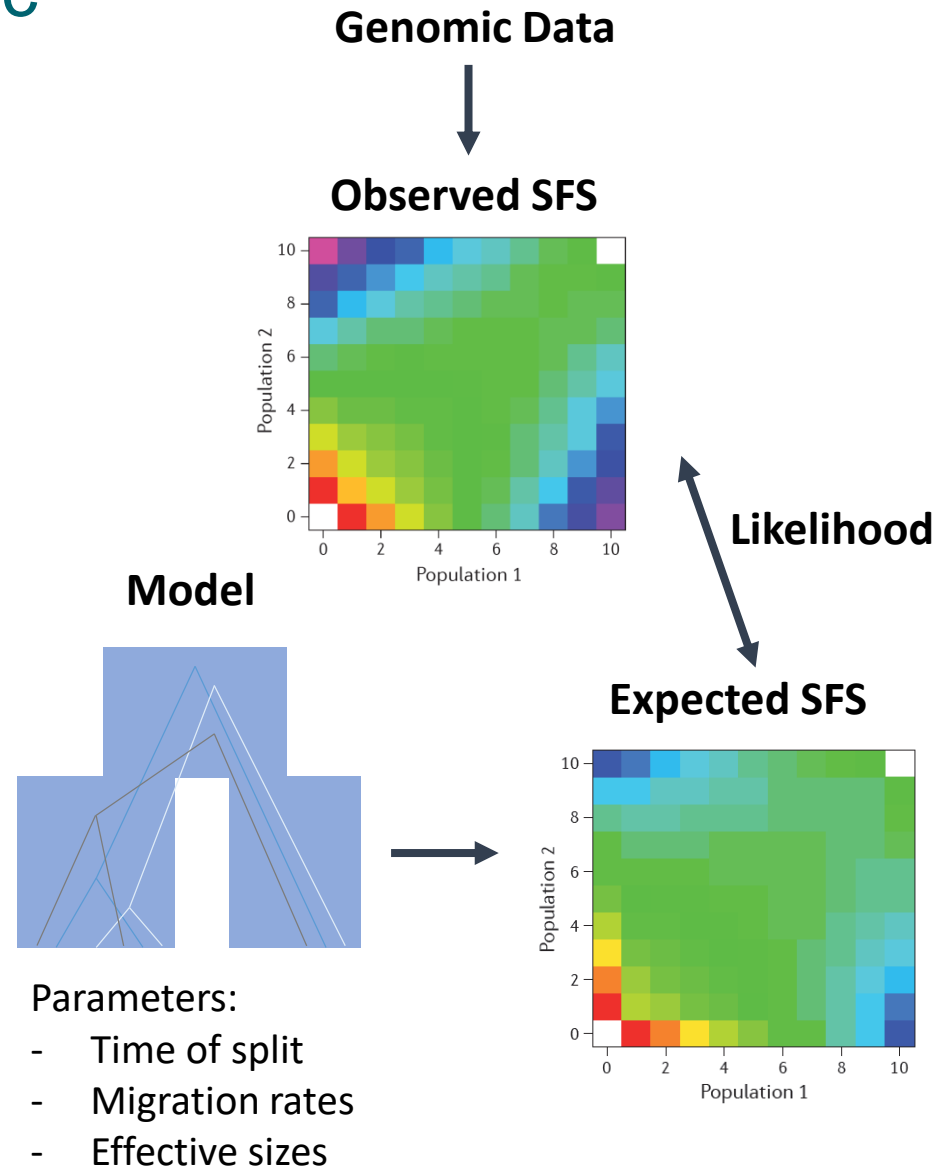 c
Genomic Data
Observed SFS
10
8
6
4
2
0
Population 2
0 2 4 6 8 10
Population 1
Likelihood
Model
Expected SFS
10
8
6
4
2
0
Population 2
0 2 4 6 8 10
Population 1
Parameters:
- Time of split
- Migration rates
- Effective sizes